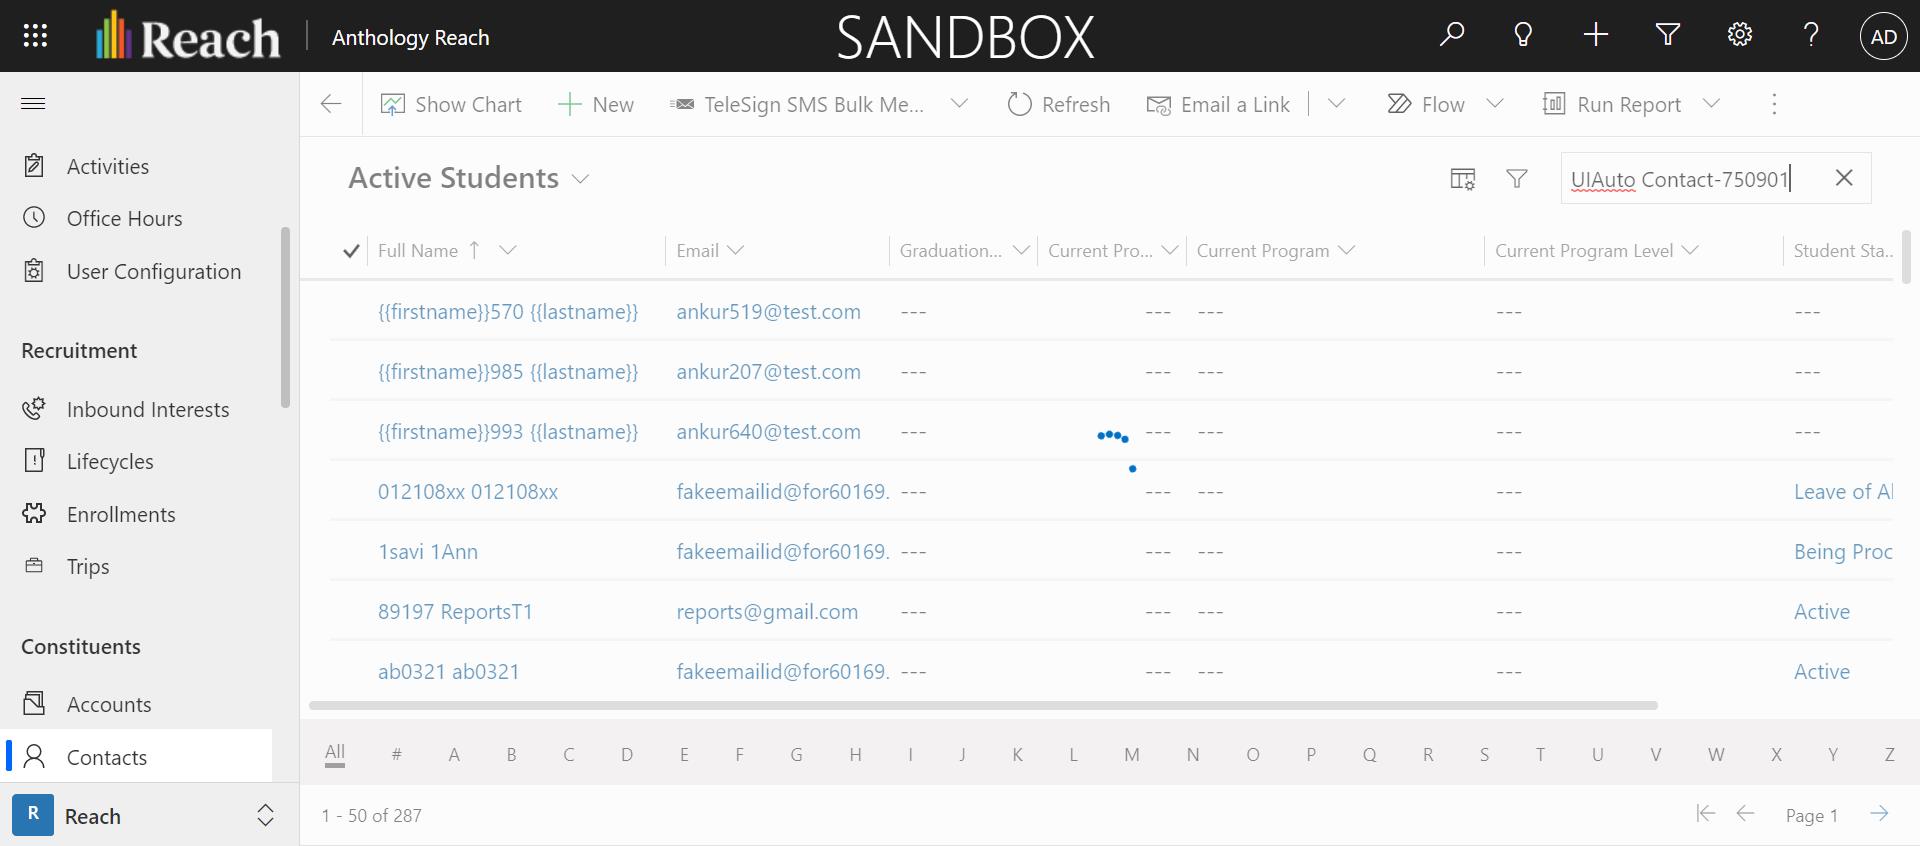 Reach
Anthology Reach
SANDBOX
AD
Show Chart
New
TeleSign SMS Bulk Me...
Refresh
Email a Link
Flow
Run Report
Activities
Office Hours
User Configuration
Recruitment
Inbound Interests
Lifecycles
Enrollments
Trips
Constituents
Accounts
Contacts
R
Reach
Active Students
UIAuto Contact-750901
Full Name
Email
Graduation...
Current Pro...
Current Program
Current Program Level
Student Sta...
{{firstname}}570 {{lastname}} ankur519@test.com --- --- --- --- ---
{{firstname}}985 {{lastname}} ankur207@test.com --- --- --- --- ---
{{firstname}}993 {{lastname}} ankur640@test.com --- --- --- --- ---
012108xx 012108xx fakeemailid@for60169. --- --- --- --- Leave of Al
1savi 1Ann fakeemailid@for60169. --- --- --- --- Being Proc
89197 ReportsT1 reports@gmail.com --- --- --- --- Active
ab0321 ab0321 fakeemailid@for60169. --- --- --- --- Active
All # A B C D E F G H I J K L M N O P Q R S T U V W X Y Z
1 - 50 of 287
Page 1